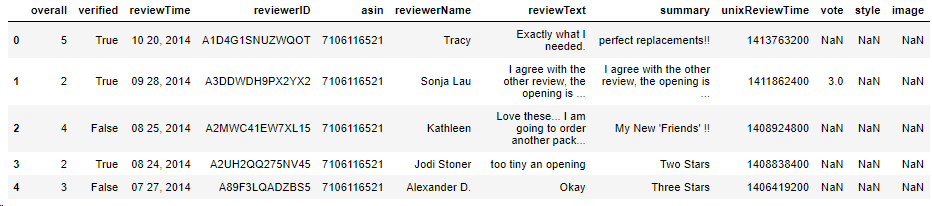 overall verified reviewTime reviewerID asin reviewerName reviewText summary unixReviewTime vote style image
0 5 True 10 20, 2014 A1D4G1SNUZWQOT 7106116521 Tracy Exactly what I needed. perfect replacements!! 1413763200 NaN NaN NaN
1 2 True 09 28, 2014 A3DDWDH9PX2YX2 7106116521 Sonja Lau I agree with the other review, the opening is ... I agree with the other review, the opening is ... 1411862400 3.0 NaN NaN
2 4 False 08 25, 2014 A2MWC41EW7XL15 7106116521 Kathleen Love these... I am going to order another pack... My New 'Friends' !! 1408924800 NaN NaN NaN
3 2 True 08 24, 2014 A2UH2QQ275NV45 7106116521 Jodi Stoner too tiny an opening Two Stars 1408838400 NaN NaN NaN
4 3 False 07 27, 2014 A89F3LQADZBS5 7106116521 Alexander D. Okay Three Stars 1406419200 NaN NaN NaN